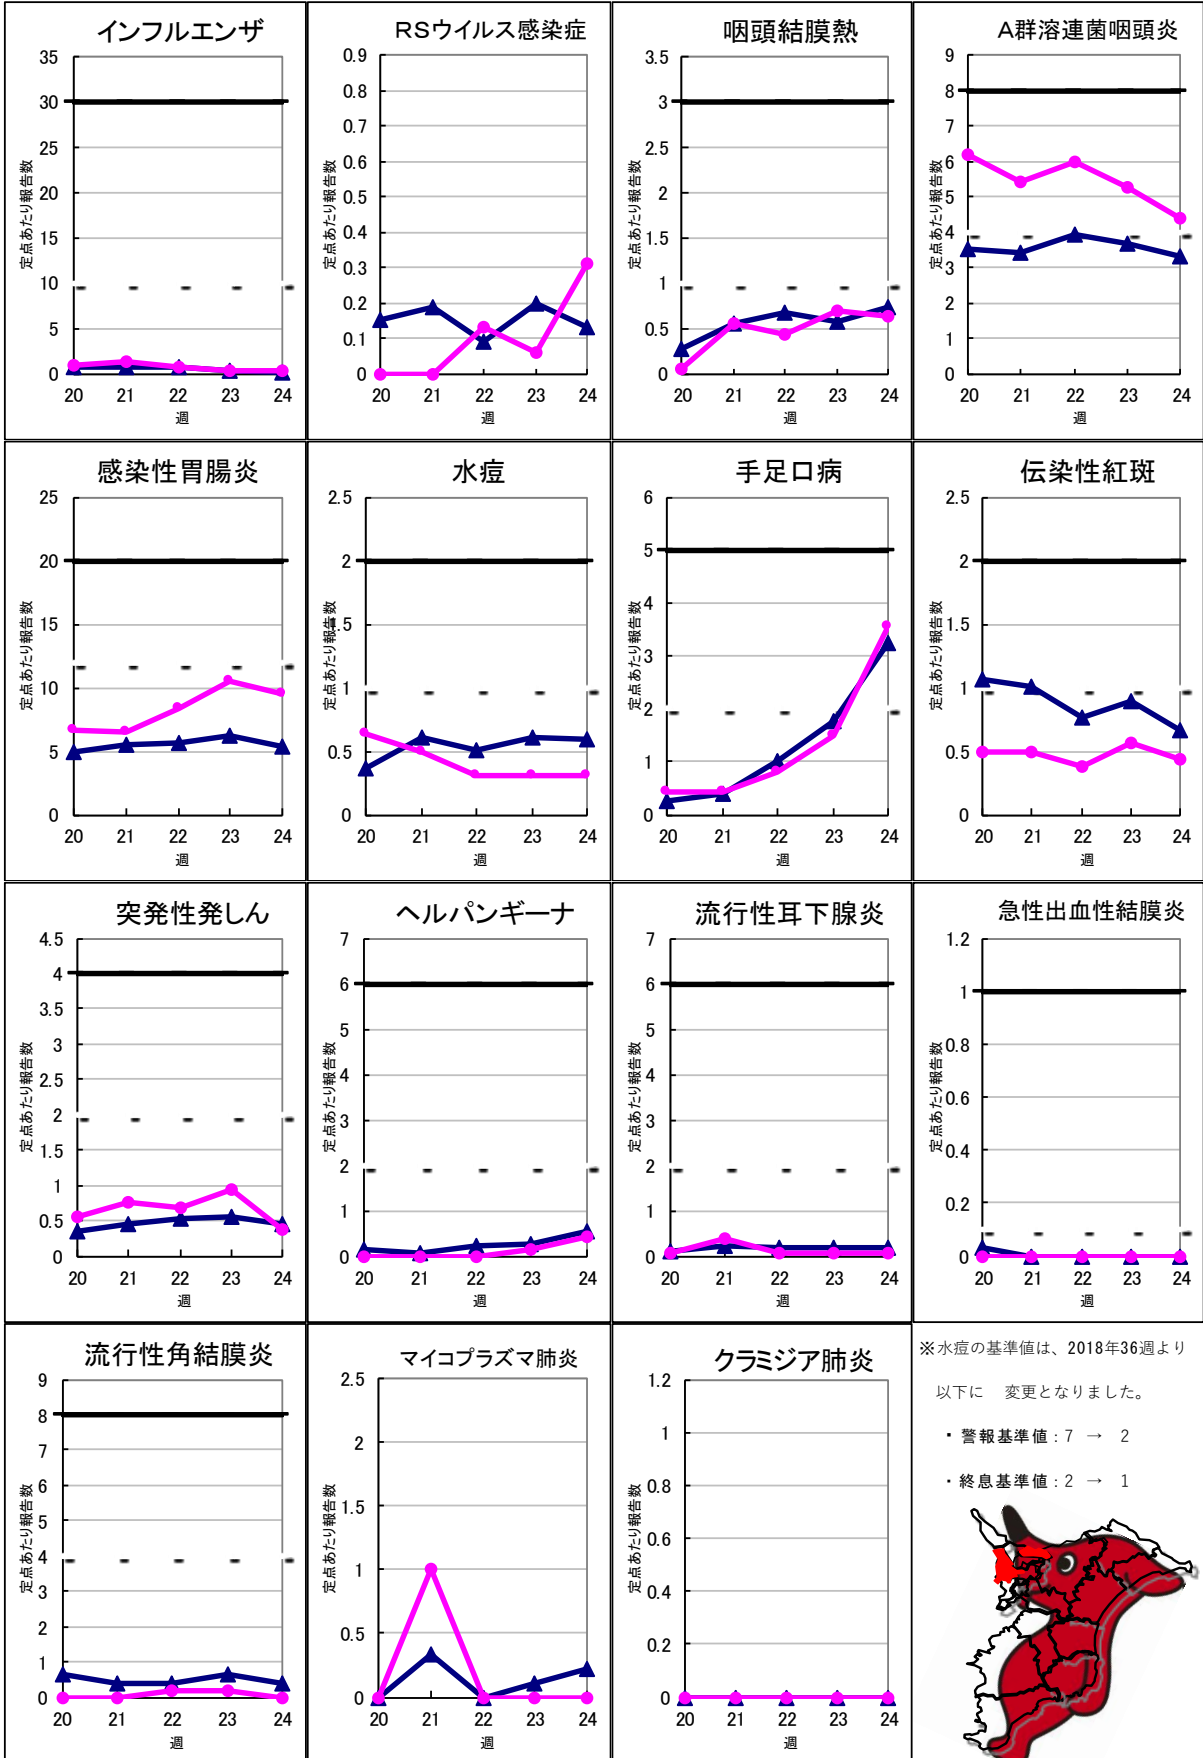 インフルエンザ
定点あたり報告数
35
30
25
20
15
10
5
0
20 21 22 23 24
週
RSウイルス感染症
定点あたり報告数
0.9
0.8
0.7
0.6
0.5
0.4
0.3
0.2
0.1
0
20 21 22 23 24
週
咽頭結膜熱
定点あたり報告数
3.5
3
2.5
2
1.5
1
0.5
0
20 21 22 23 24
週
A群溶連菌咽頭炎
定点あたり報告数
9
8
7
6
5
4
3
2
1
0
20 21 22 23 24
週
感染性胃腸炎
定点あたり報告数
25
20
15
10
5
0
20 21 22 23 24
週
水痘
定点あたり報告数
2.5
2
1.5
1
0.5
0
20 21 22 23 24
週
手足口病
定点あたり報告数
6
5
4
3
2
1
0
20 21 22 23 24
週
伝染性紅斑
定点あたり報告数
2.5
2
1.5
1
0.5
0
20 21 22 23 24
週
突発性発しん
定点あたり報告数
4.5
4
3.5
3
2.5
2
1.5
1
0.5
0
20 21 22 23 24
週
ヘルパンギーナ
定点あたり報告数
7
6
5
4
3
2
1
0
20 21 22 23 24
週
流行性耳下腺炎
定点あたり報告数
7
6
5
4
3
2
1
0
20 21 22 23 24
週
急性出血性結膜炎
定点あたり報告数
1.2
1
0.8
0.6
0.4
0.2
0
20 21 22 23 24
週
流行性角結膜炎
定点あたり報告数
9
8
7
6
5
4
3
2
1
0
20 21 22 23 24
週
マイコプラズマ肺炎
定点あたり報告数
2.5
2
1.5
1
0.5
0
20 21 22 23 24
週
クラミジア肺炎
定点あたり報告数
1.2
1
0.8
0.6
0.4
0.2
0
20 21 22 23 24
週
※水痘の基準値は、2018年36週より
以下に 変更となりました。
・警報基準値：7 → 2
・終息基準値：2 → 1